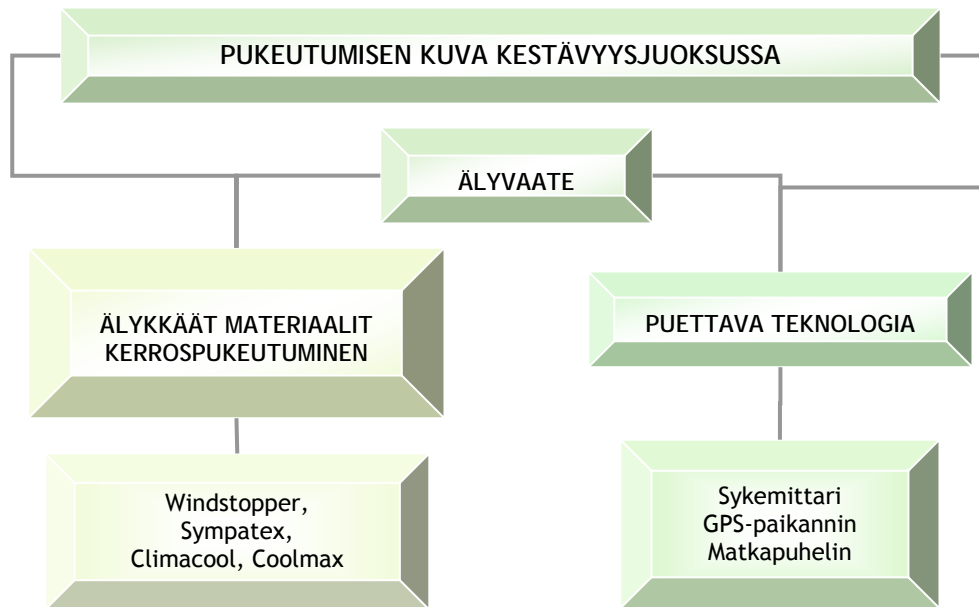 PUKEUTUMISEN KUVA KESTÄVYYSJUOKSUSSA
ÄLYVAATE
ÄLYKKÄÄT MATERIAALIT
KERROSPUKEUTUMINEN
PUETTAVA TEKNOLOGIA
Windstopper,
Sympatex,
Climacool, Coolmax
Sykemittari
GPS-paikannin
Matkapuhelin